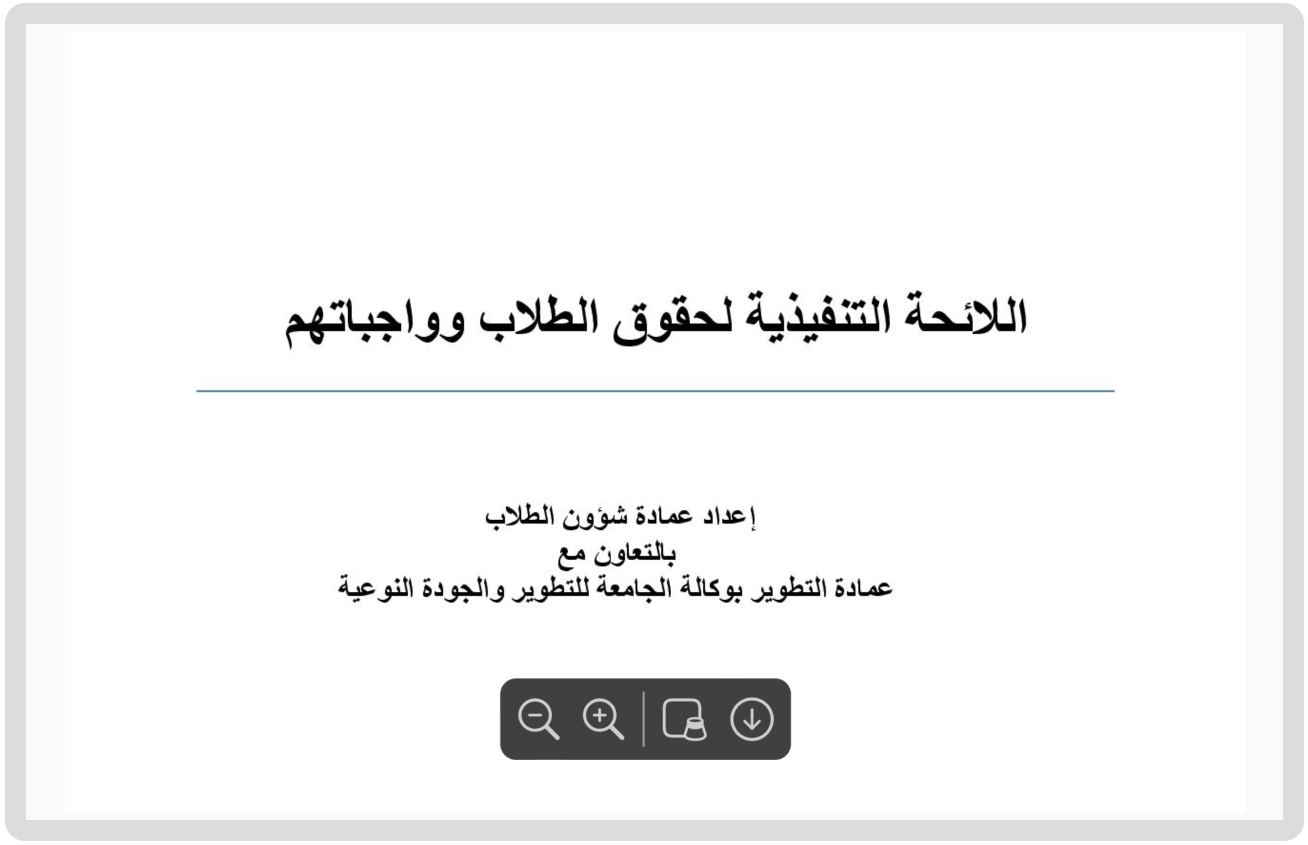 اللائحة التنفيذية لحقوق الطلاب وواجباتهم
إعداد عمادة شؤون الطلاب
بالتعاون مع
عمادة التطوير بوكالة الجامعة للتطوير والجودة النوعية